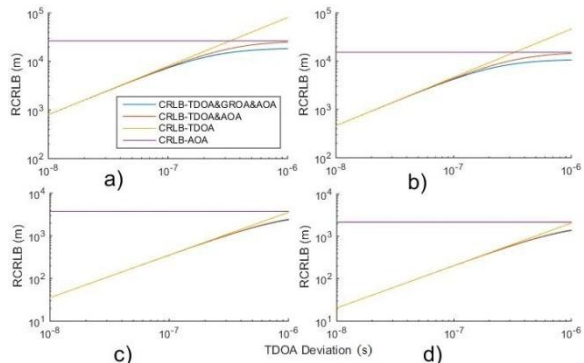 RCRLB (m)
10^5
10^4
10^3
10^2
CRLB-TDOA&GROA&AOA
CRLB-TDOA&AOA
CRLB-TDOA
CRLB-AOA
10^-8
10^-7
10^-6
a)
RCRLB (m)
10^5
10^4
10^3
10^2
10^-8
10^-7
10^-6
b)
RCRLB (m)
10^4
10^3
10^2
10^1
10^-8
10^-7
10^-6
c)
RCRLB (m)
10^4
10^3
10^2
10^1
10^-8
10^-7
10^-6
d)
TDOA Deviation (s)